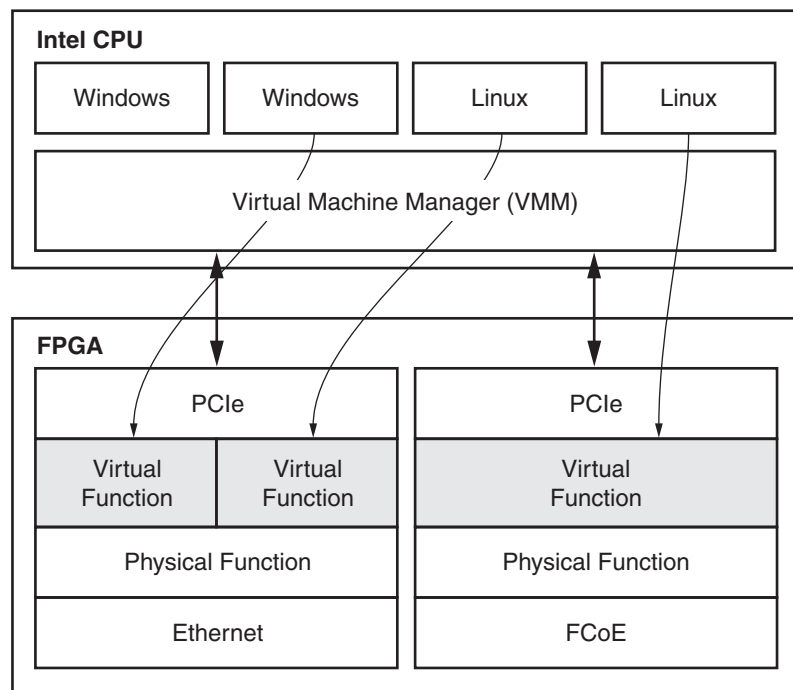 Intel CPU
Windows
Windows
Linux
Linux
Virtual Machine Manager (VMM)
FPGA
PCIe
PCIe
Virtual
Function
Virtual
Function
Virtual
Function
Physical Function
Physical Function
Ethernet
FCoE